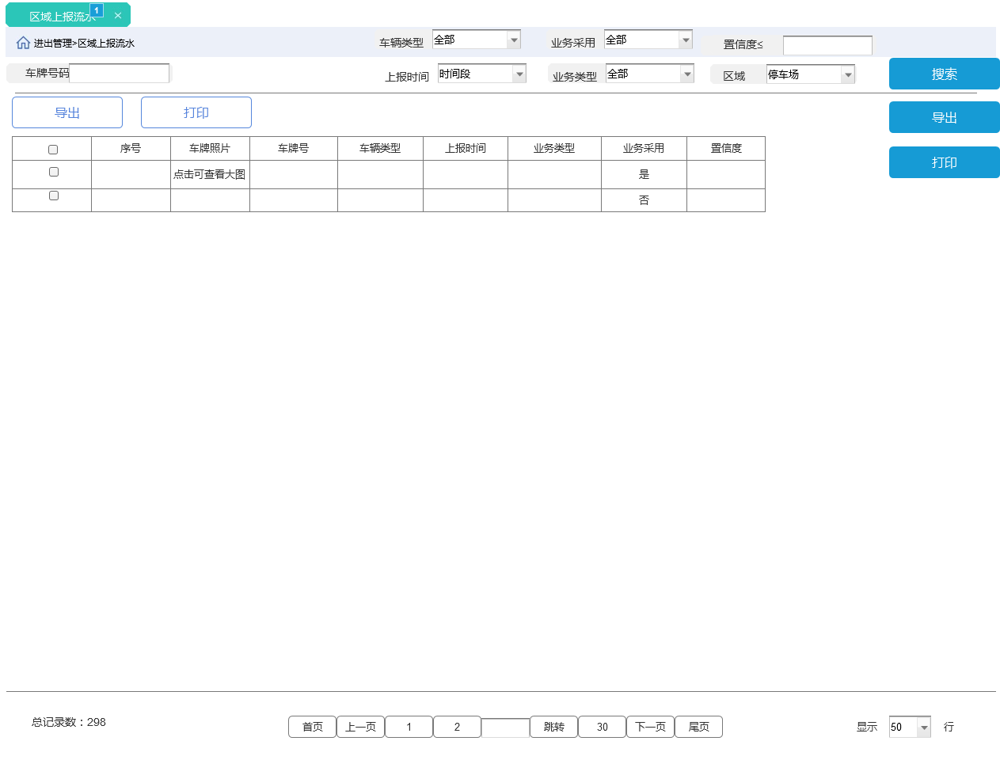 区域上报流水 1 ×
进出管理>区域上报流水 车辆类型 全部 业务采用 全部 置信度≤
车牌号码 上报时间 时间段 业务类型 全部 区域 停车场 搜索
导出 打印 导出
序号 车牌照片 车牌号 车辆类型 上报时间 业务类型 业务采用 置信度
打印
点击可查看大图 是
否
总记录数：298 首页 上一页 1 2 跳转 30 下一页 尾页 显示 50 行